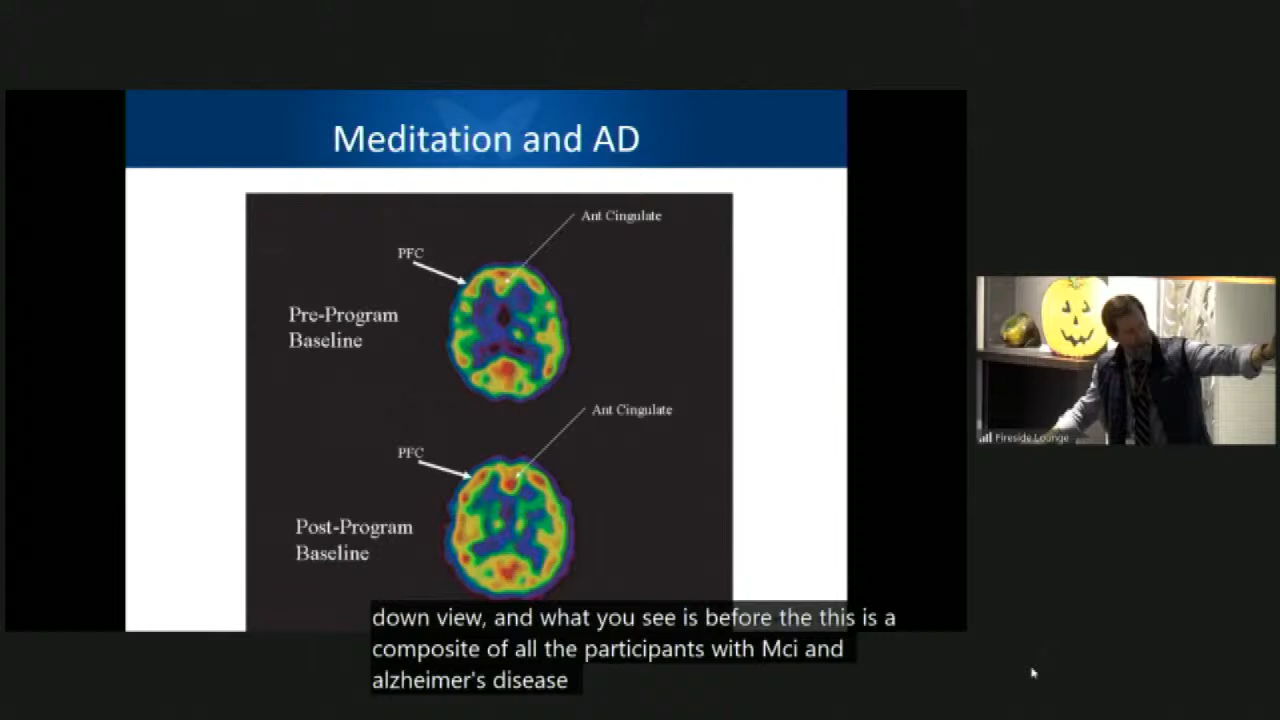 Meditation and AD
Ant Cingulate
PFC
Pre-Program
Baseline
Ant Cingulate
PFC
Post-Program
Baseline
Fireside Lounge
down view, and what you see is before the this is a
composite of all the participants with Mci and
alzheimer's disease